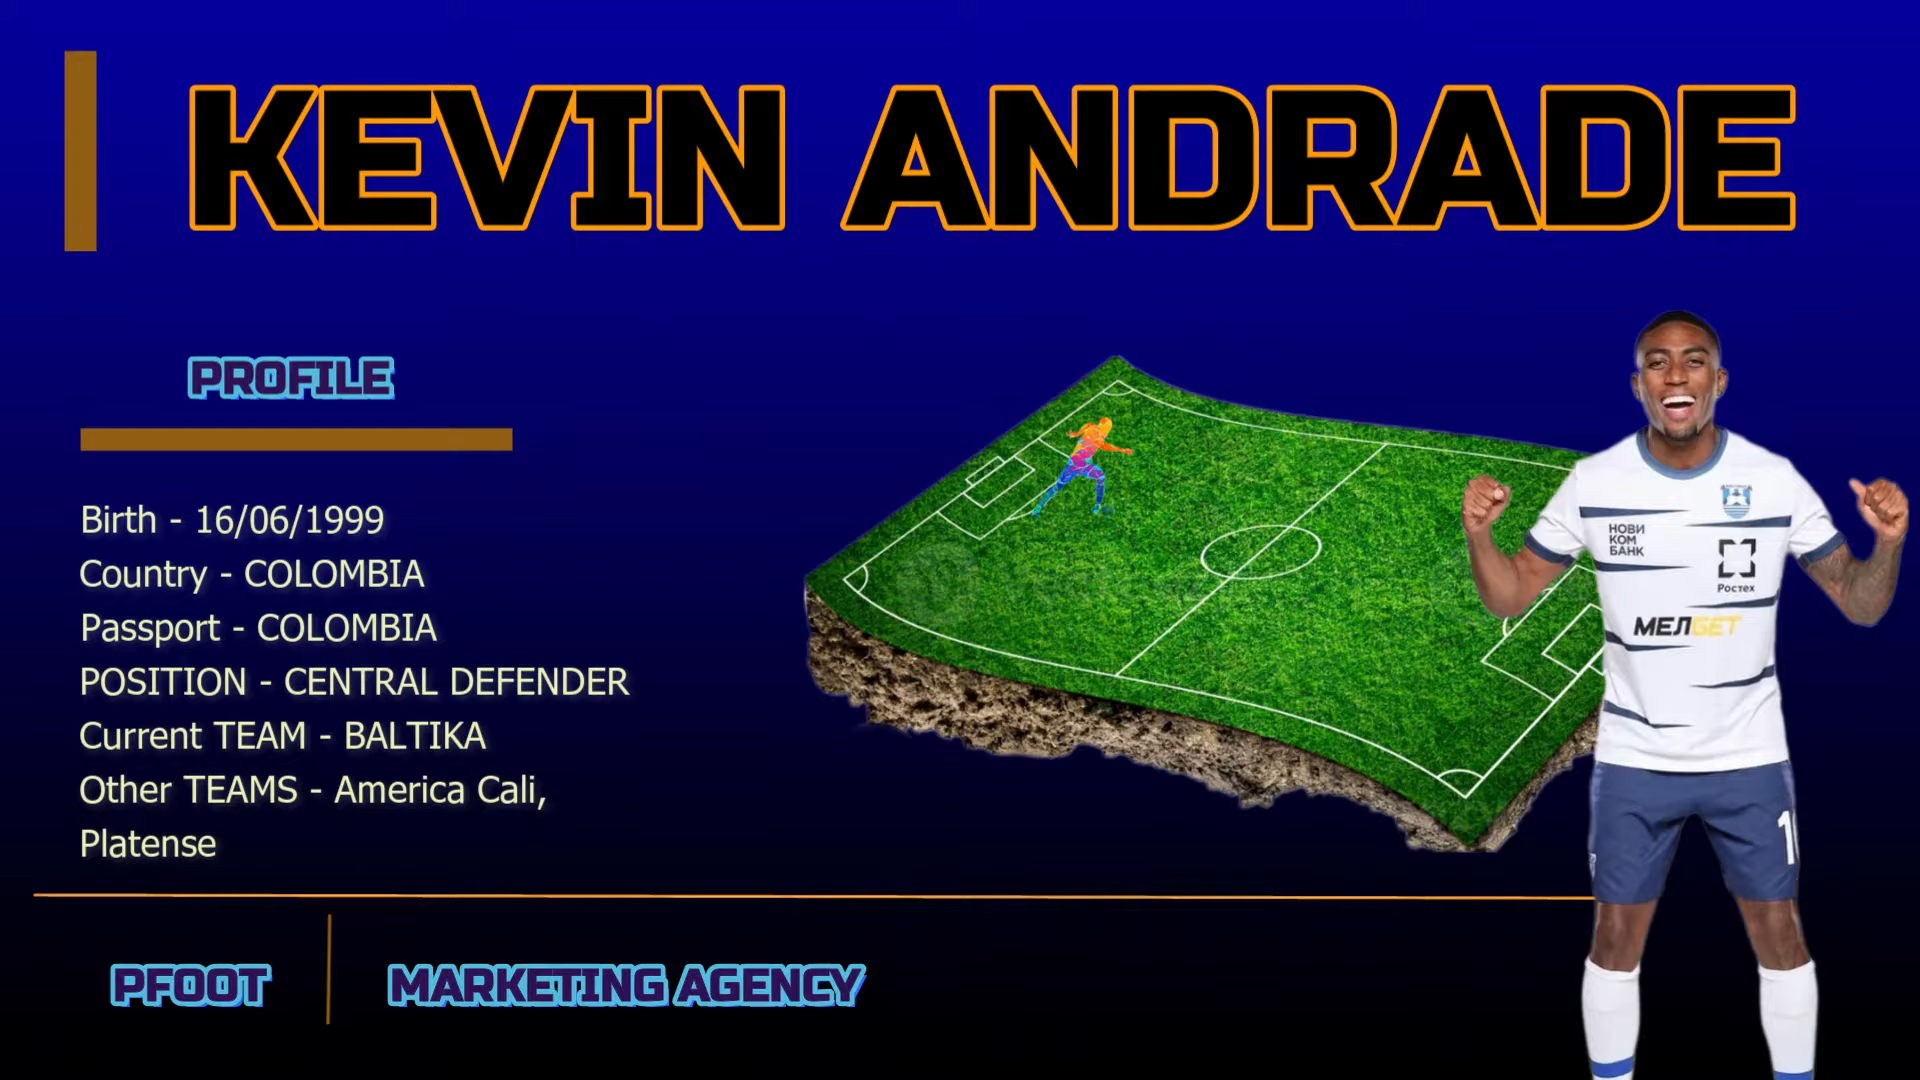 KEVIN ANDRADE
PROFILE
Birth - 16/06/1999
Country - COLOMBIA
Passport - COLOMBIA
POSITION - CENTRAL DEFENDER
Current TEAM - BALTIKA
Other TEAMS - America Cali,
Platense
НОВИ
КОМ
БАНК
Ростех
МЕЛБЕТ
PFOOT
MARKETING AGENCY